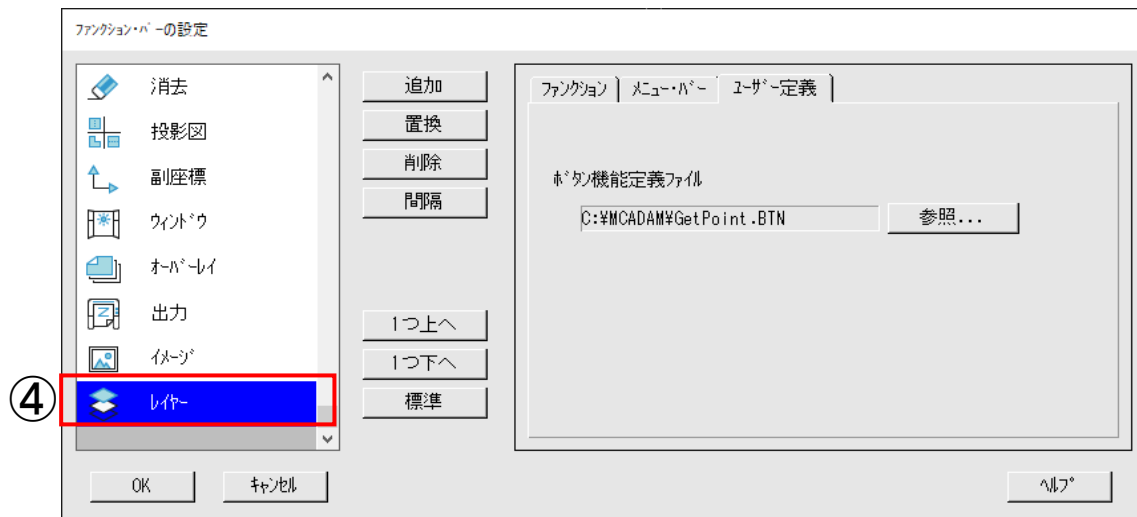 ファンクション・バーの設定
消去
投影図
副座標
ウィンドウ
オーバーレイ
出力
イメージ
④
レイヤー
追加
置換
削除
間隔
1つ上へ
1つ下へ
標準
ファンクション
メニュー・バー
ユーザー定義
ボタン機能定義ファイル
C:¥MCADAM¥GetPoint.BTN
参照...
OK
キャンセル
ヘルプ